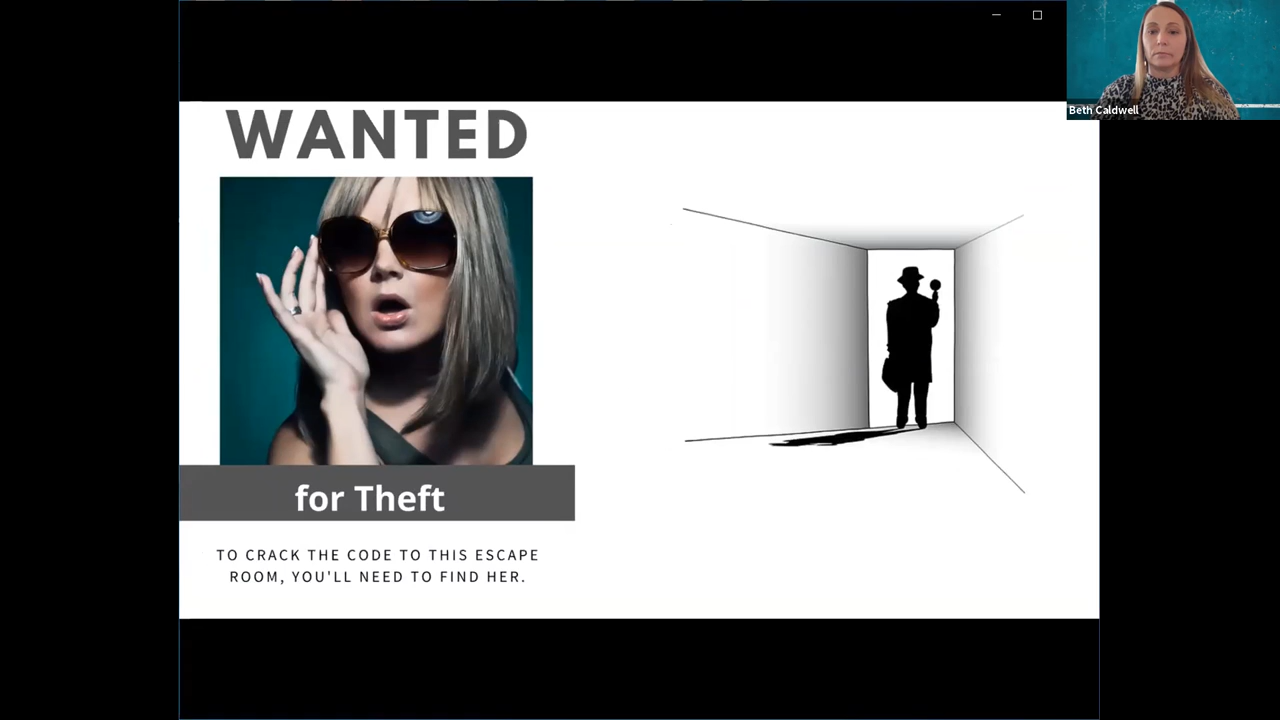 Beth Caldwell
WANTED
for Theft
TO CRACK THE CODE TO THIS ESCAPE
ROOM, YOU'LL NEED TO FIND HER.